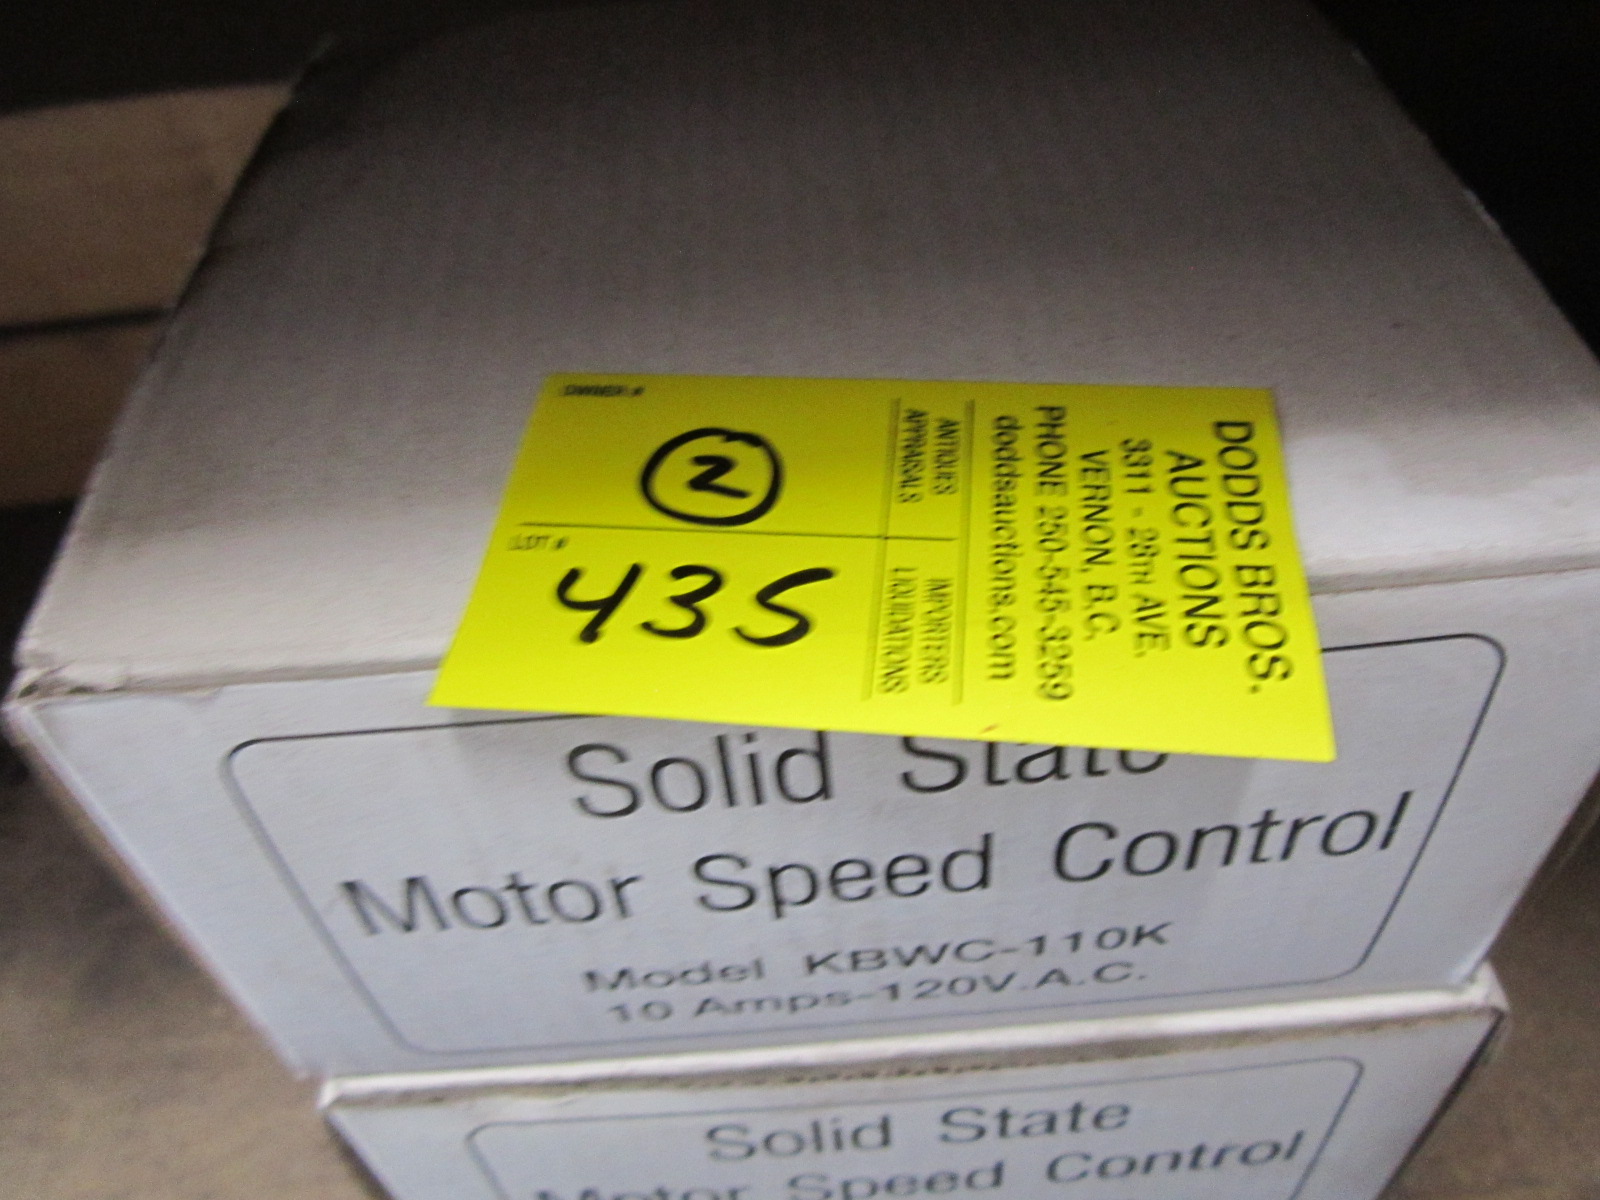 DODDS BROS.
AUCTIONS
3311 - 28TH AVE.
VERNON, B.C.
PHONE 250-545-3259
doddsauctions.com
ANTIQUES IMPORTERS
APPRAISALS LIQUIDATIONS
OWNER #
LOT #
435
Solid State
Motor Speed Control
Model KBWC-110K
10 Amps-120V.A.C.
Solid State
Motor Speed Control